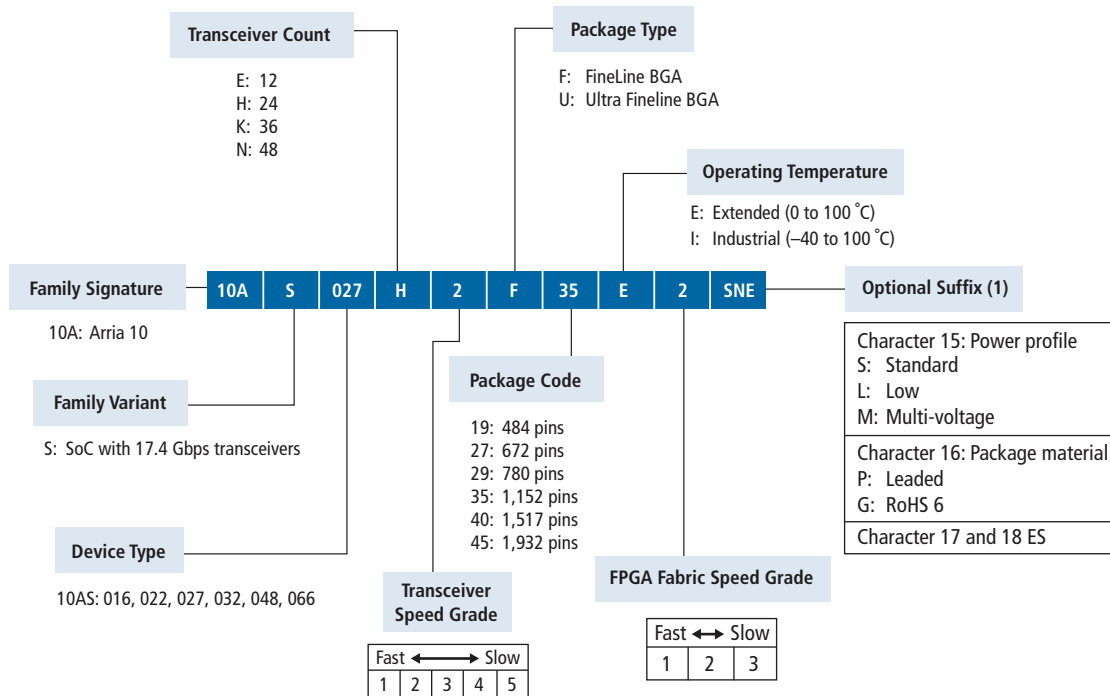 Transceiver Count
E: 12
H: 24
K: 36
N: 48
Package Type
F: FineLine BGA
U: Ultra Fineline BGA
Operating Temperature
E: Extended (0 to 100 °C)
I: Industrial (–40 to 100 °C)
Family Signature
10A: Arria 10
10A S 027 H 2 F 35 E 2 SNE
Optional Suffix (1)
Character 15: Power profile
S: Standard
L: Low
M: Multi-voltage
Character 16: Package material
P: Leaded
G: RoHS 6
Character 17 and 18 ES
Family Variant
S: SoC with 17.4 Gbps transceivers
Package Code
19: 484 pins
27: 672 pins
29: 780 pins
35: 1,152 pins
40: 1,517 pins
45: 1,932 pins
Device Type
10AS: 016, 022, 027, 032, 048, 066
Transceiver
Speed Grade
Fast ↔ Slow
1 2 3 4 5
FPGA Fabric Speed Grade
Fast ↔ Slow
1 2 3